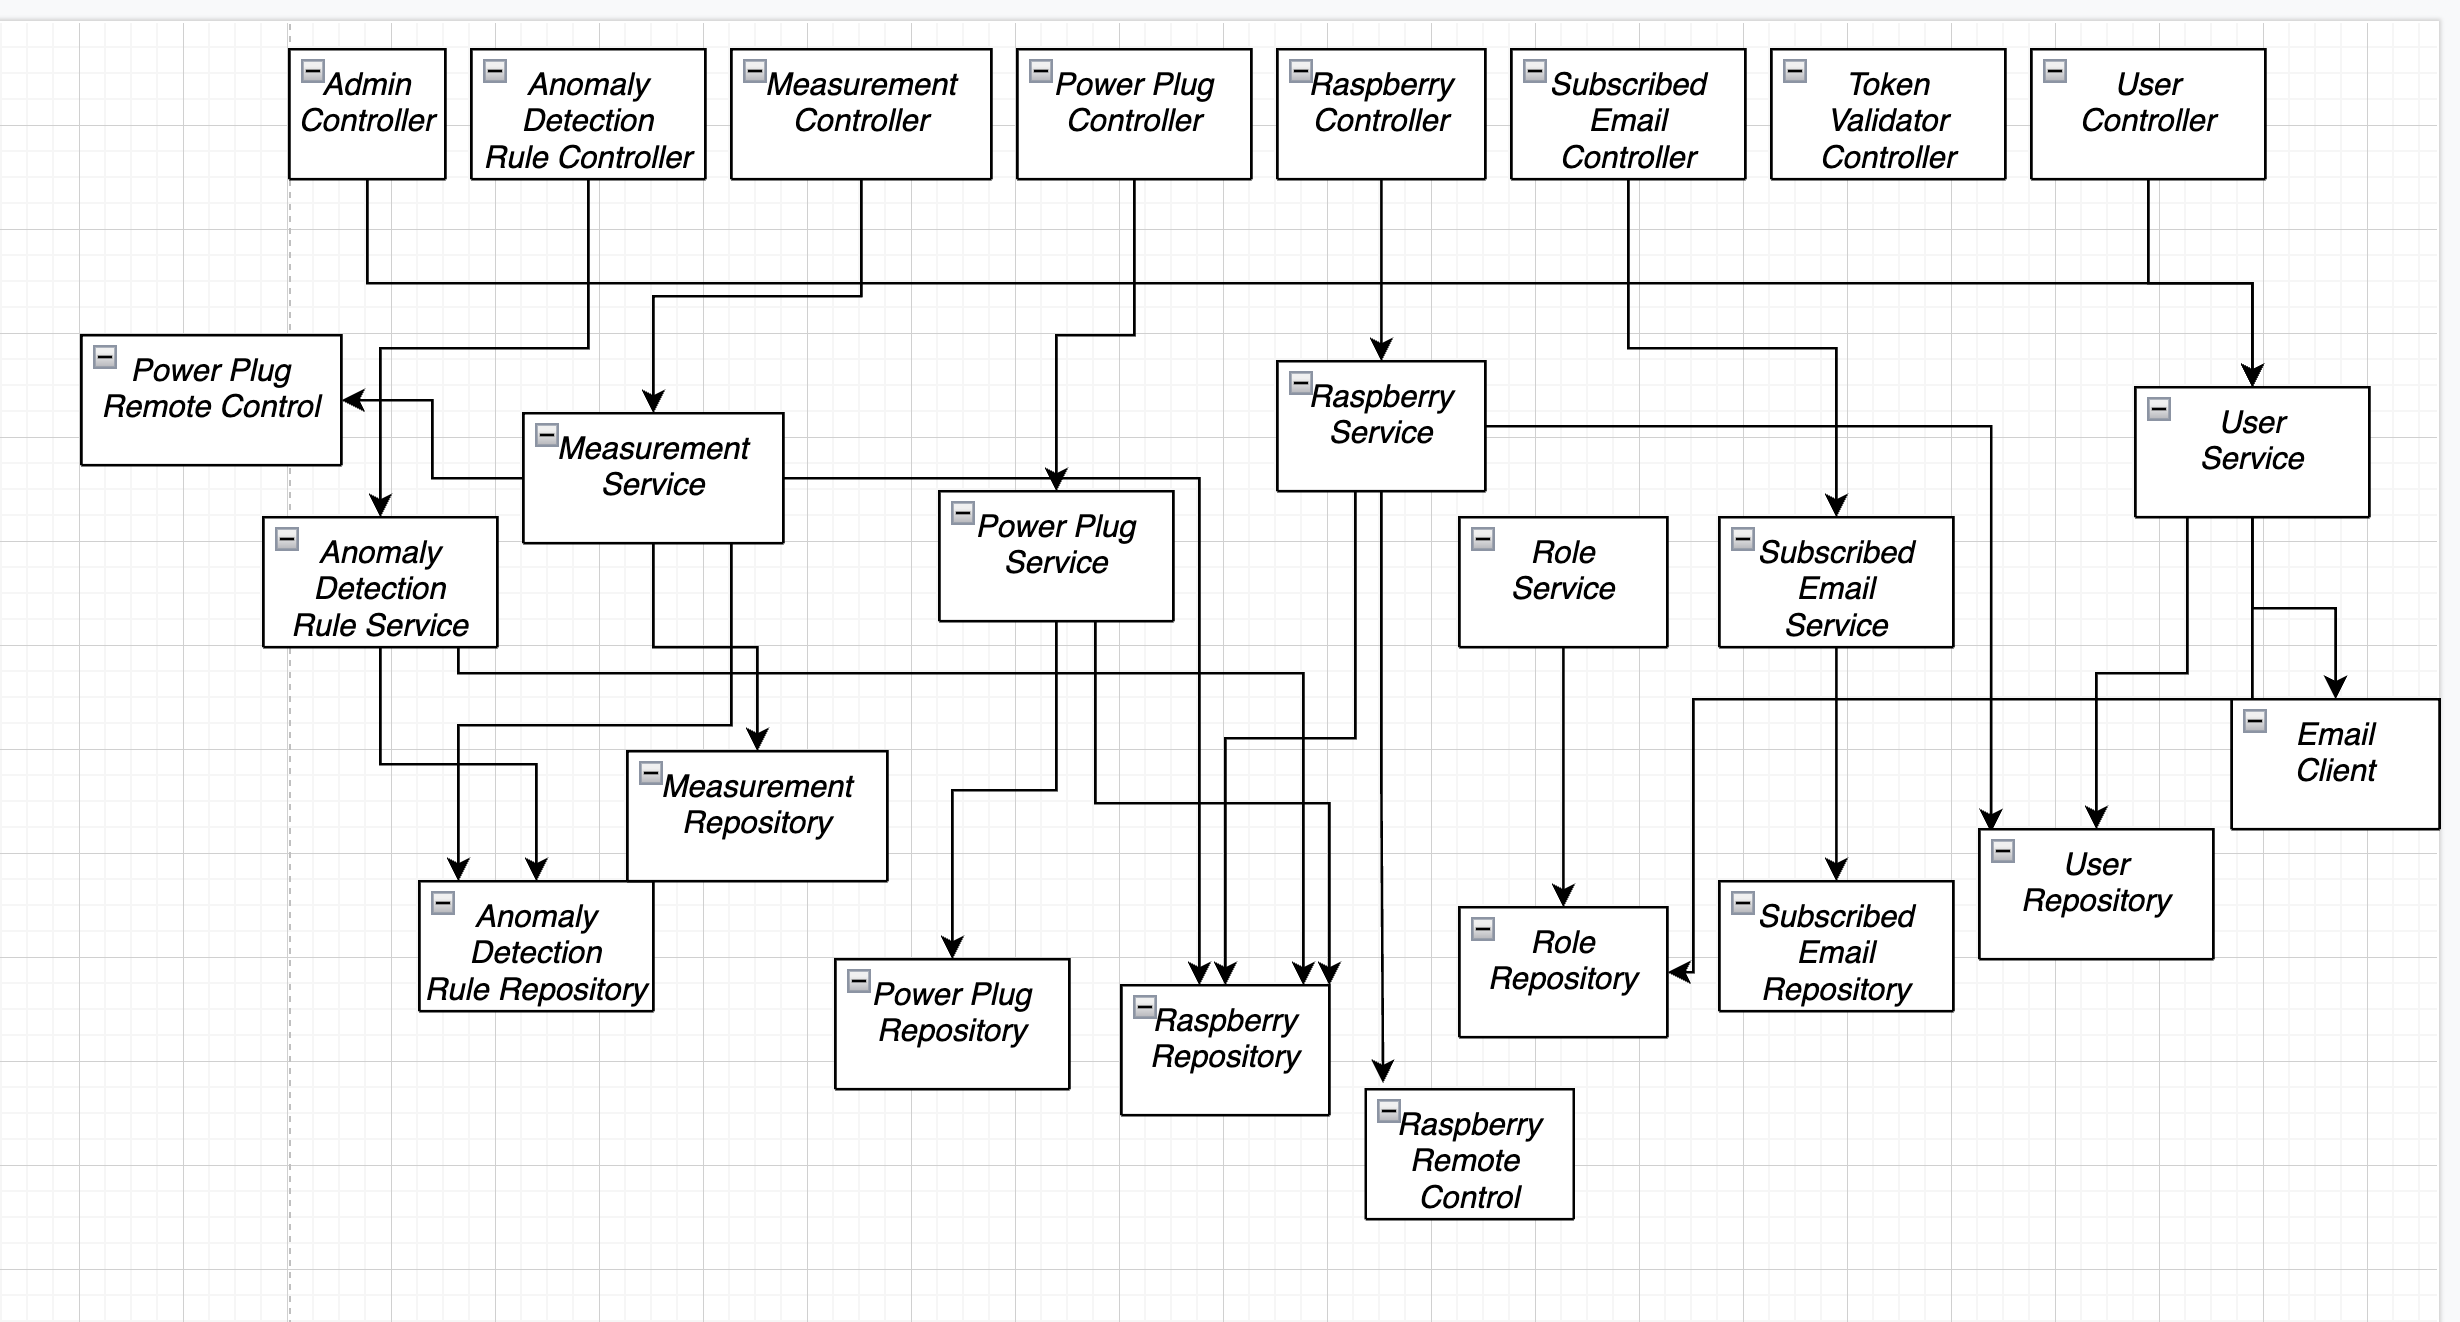 Admin
Controller
Anomaly
Detection
Rule Controller
Measurement
Controller
Power Plug
Controller
Raspberry
Controller
Subscribed
Email
Controller
Token
Validator
Controller
User
Controller
Power Plug
Remote Control
Measurement
Service
Raspberry
Service
User
Service
Anomaly
Detection
Rule Service
Power Plug
Service
Role
Service
Subscribed
Email
Service
Email
Client
Measurement
Repository
User
Repository
Anomaly
Detection
Rule Repository
Power Plug
Repository
Raspberry
Repository
Role
Repository
Subscribed
Email
Repository
Raspberry
Remote
Control